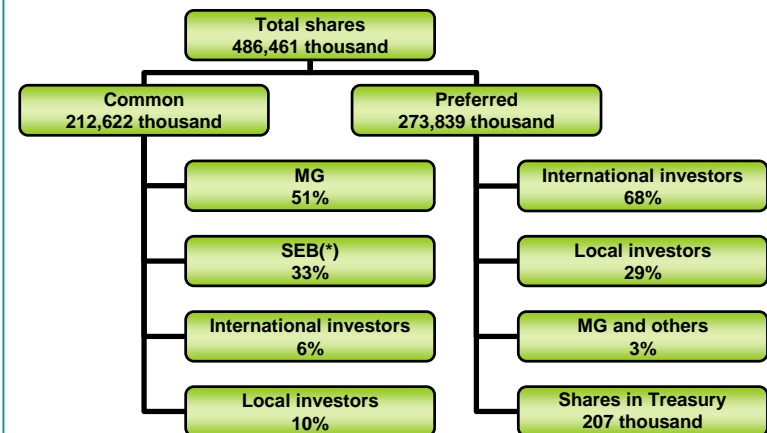 Total shares
486,461 thousand
Common
212,622 thousand
Preferred
273,839 thousand
MG
51%
SEB(*)
33%
International investors
6%
Local investors
10%
International investors
68%
Local investors
29%
MG and others
3%
Shares in Treasury
207 thousand